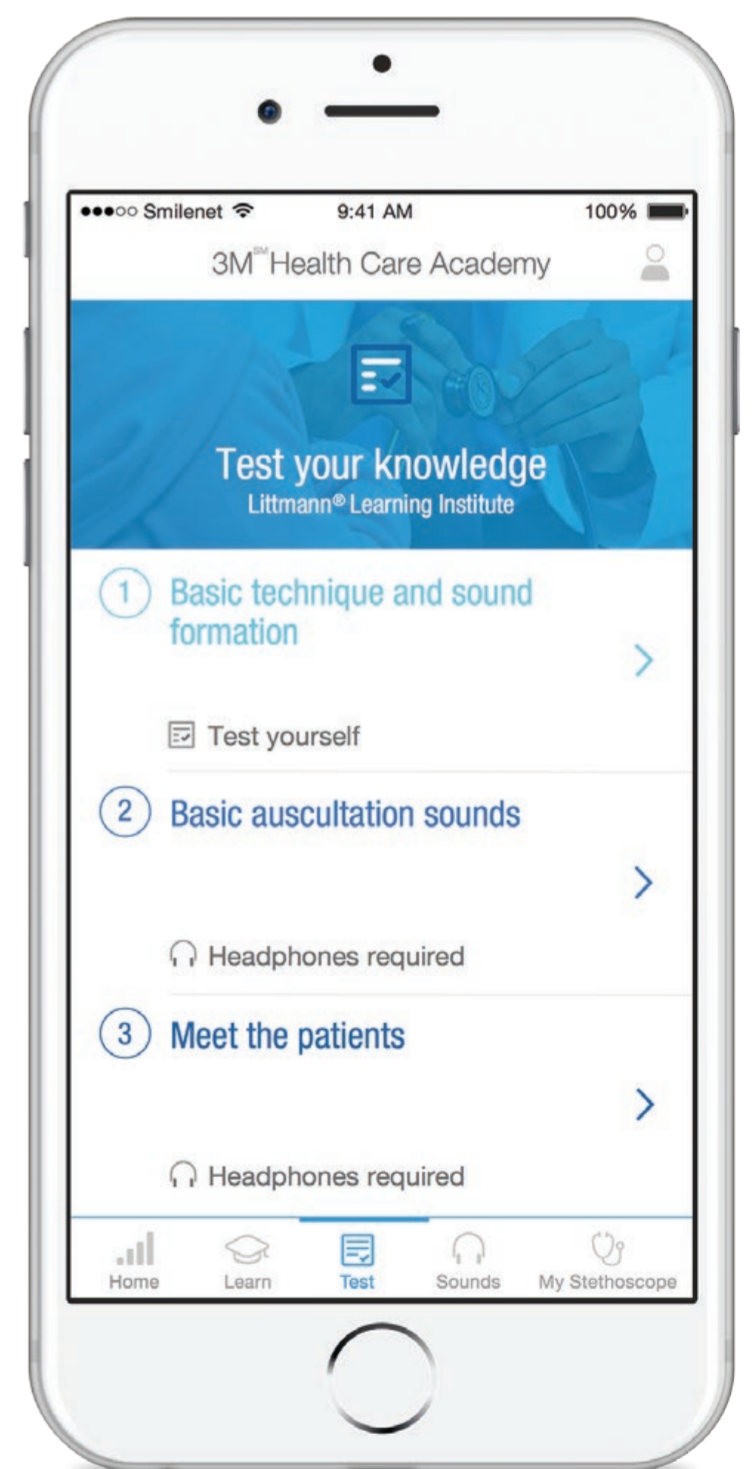 Smilenet 9:41 AM 100%
3M℠ Health Care Academy
Test your knowledge
Littmann® Learning Institute
1 Basic technique and sound
formation
Test yourself
2 Basic auscultation sounds
Headphones required
3 Meet the patients
Headphones required
Home Learn Test Sounds My Stethoscope